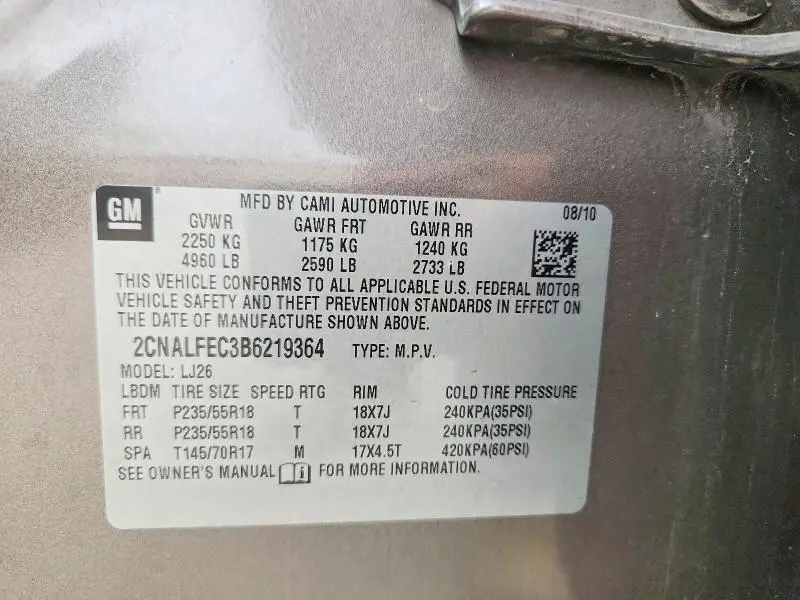 GM ®
MFD BY CAMI AUTOMOTIVE INC. 08/10
GVWR GAWR FRT GAWR RR
2250 KG 1175 KG 1240 KG
4960 LB 2590 LB 2733 LB
THIS VEHICLE CONFORMS TO ALL APPLICABLE U.S. FEDERAL MOTOR
VEHICLE SAFETY AND THEFT PREVENTION STANDARDS IN EFFECT ON
THE DATE OF MANUFACTURE SHOWN ABOVE.
2CNALFEC3B6219364 TYPE: M.P.V.
MODEL: LJ26
LBDM TIRE SIZE SPEED RTG RIM COLD TIRE PRESSURE
FRT P235/55R18 T 18X7J 240KPA(35PSI)
RR P235/55R18 T 18X7J 240KPA(35PSI)
SPA T145/70R17 M 17X4.5T 420KPA(60PSI)
SEE OWNER'S MANUAL i FOR MORE INFORMATION.